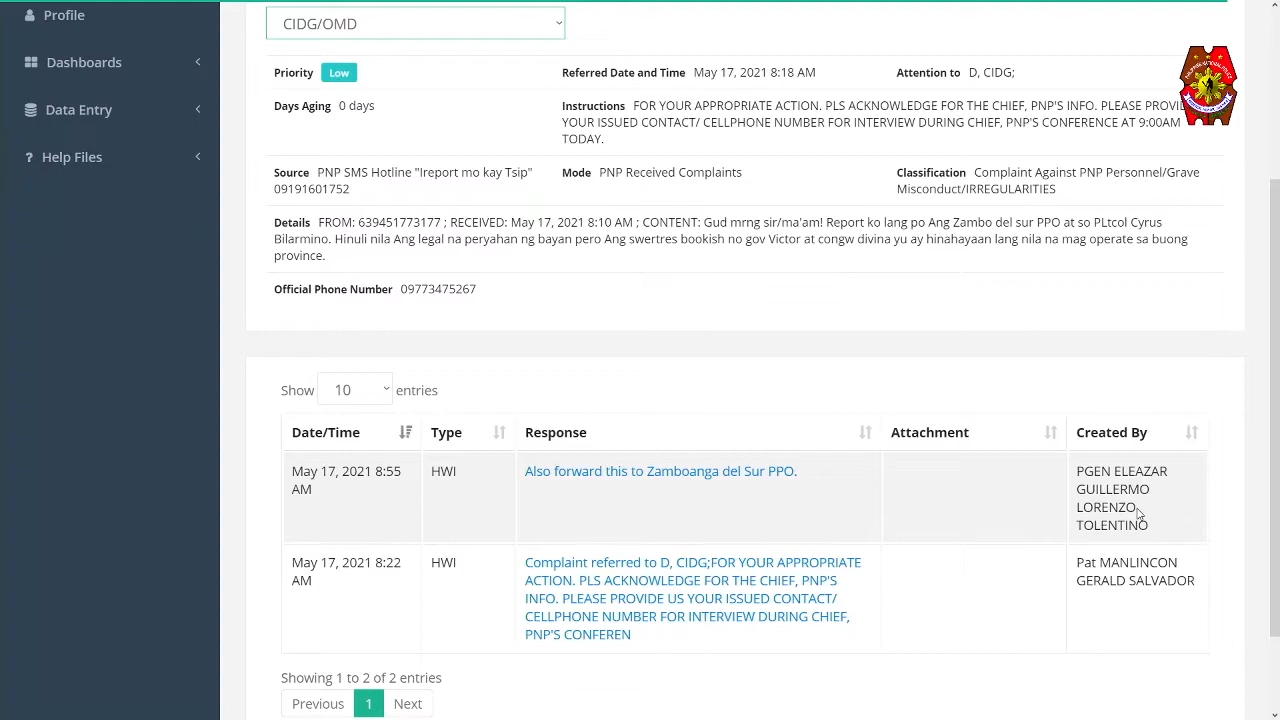 Profile
Dashboards
Data Entry
? Help Files
CIDG/OMD
Priority Low Referred Date and Time May 17, 2021 8:18 AM Attention to D, CIDG;
Days Aging 0 days
Instructions FOR YOUR APPROPRIATE ACTION. PLS ACKNOWLEDGE FOR THE CHIEF, PNP'S INFO. PLEASE
YOUR ISSUED CONTACT/ CELLPHONE NUMBER FOR INTERVIEW DURING CHIEF, PNP'S CONFERENCE AT 9:00AM
TODAY.
Source PNP SMS Hotline "Ireport mo kay Tsip"
09191601752
Mode PNP Received Complaints
Classification Complaint Against PNP Personnel/Grave
Misconduct/IRREGULARITIES
Details FROM: 639451773177 ; RECEIVED: May 17, 2021 8:10 AM ; CONTENT: Gud mrng sir/ma'am! Report ko lang po Ang Zambo del sur PPO at so PLtcol Cyrus
Bilarmino. Hinuli nila Ang legal na peryahan ng bayan pero Ang swertres bookish no gov Victor at congw divina yu ay hinahayaan lang nila na mag operate sa buong
province.
Official Phone Number 09773475267
Show 10 entries
Date/Time Type Response Attachment Created By
May 17, 2021 8:55
AM
HWI
Also forward this to Zamboanga del Sur PPO.
PGEN ELEAZAR
GUILLERMO
LORENZO
TOLENTINO
May 17, 2021 8:22
AM
HWI
Complaint referred to D, CIDG;FOR YOUR APPROPRIATE
ACTION. PLS ACKNOWLEDGE FOR THE CHIEF, PNP'S
INFO. PLEASE PROVIDE US YOUR ISSUED CONTACT/
CELLPHONE NUMBER FOR INTERVIEW DURING CHIEF,
PNP'S CONFEREN
Pat MANLINCON
GERALD SALVADOR
Showing 1 to 2 of 2 entries
Previous 1 Next